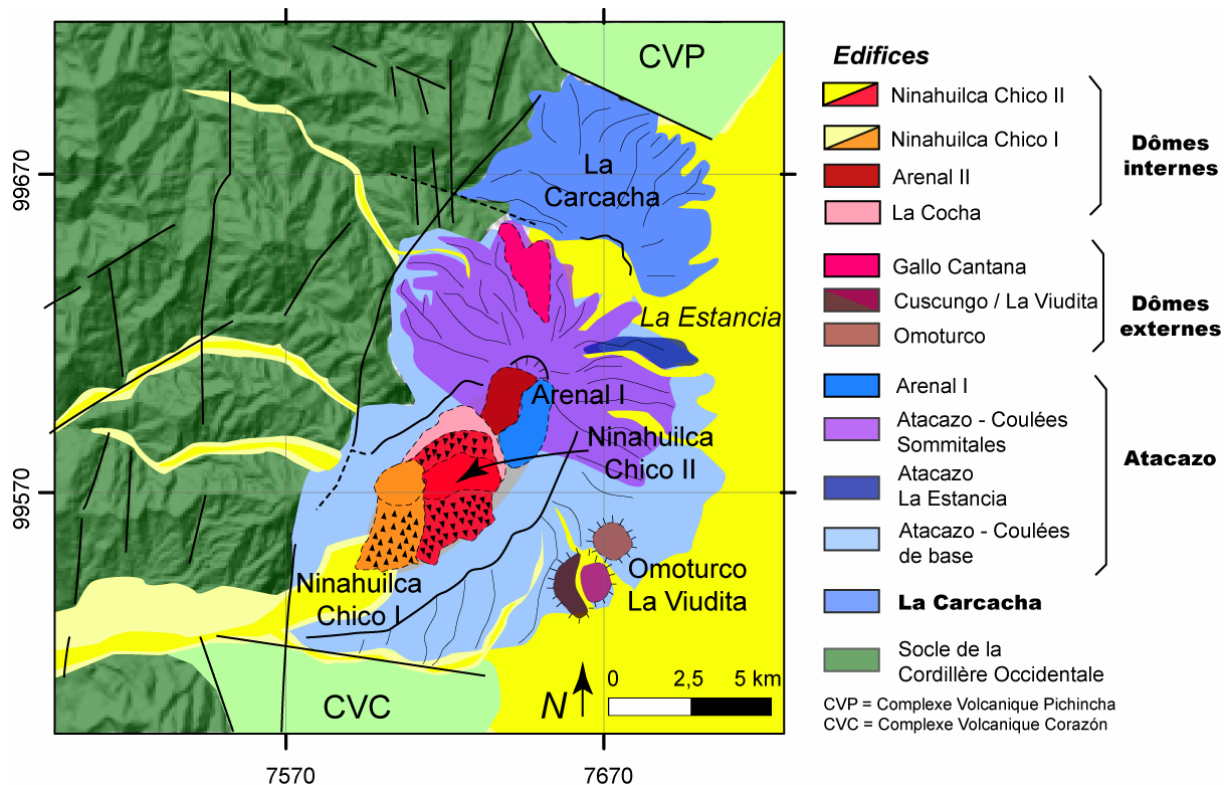 CVP
La
Carcacha
La Estancia
Arenal I
Ninahuilca
Chico II
Ninahuilca
Chico I
Omoturco
La Viudita
CVC
N
0 2,5 5 km
99670
99570
7570 7670
Edifices
Ninahuilca Chico II
Ninahuilca Chico I
Arenal II
La Cocha
Dômes
internes
Gallo Cantana
Cuscungo / La Viudita
Omoturco
Dômes
externes
Arenal I
Atacazo - Coulées
Sommitales
Atacazo
La Estancia
Atacazo - Coulées
de base
Atacazo
La Carcacha
Socle de la
Cordillère Occidentale
CVP = Complexe Volcanique Pichincha
CVC = Complexe Volcanique Corazón